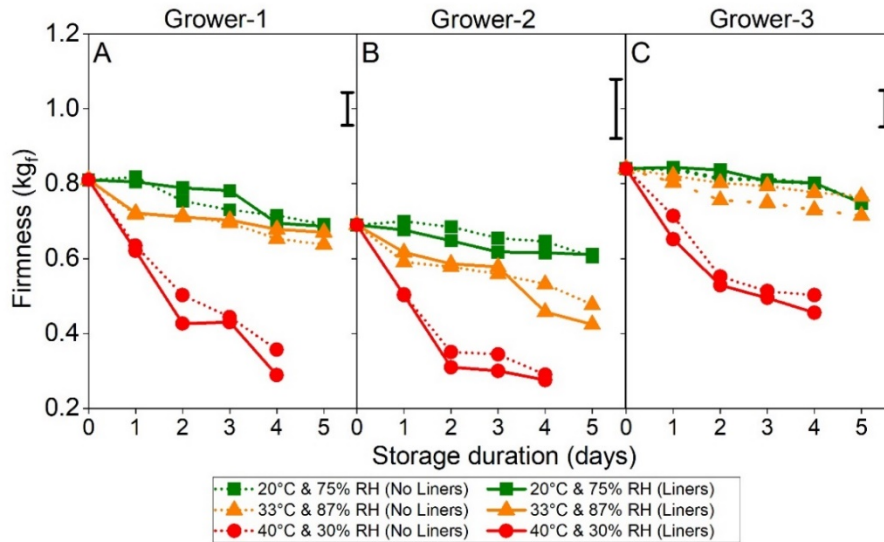 Grower-1 Grower-2 Grower-3
A B C
Firmness (kgf)
1.2
1.0
0.8
0.6
0.4
0.2
0 1 2 3 4 5 0 1 2 3 4 5 0 1 2 3 4 5
Storage duration (days)
20°C & 75% RH (No Liners) 20°C & 75% RH (Liners)
33°C & 87% RH (No Liners) 33°C & 87% RH (Liners)
40°C & 30% RH (No Liners) 40°C & 30% RH (Liners)